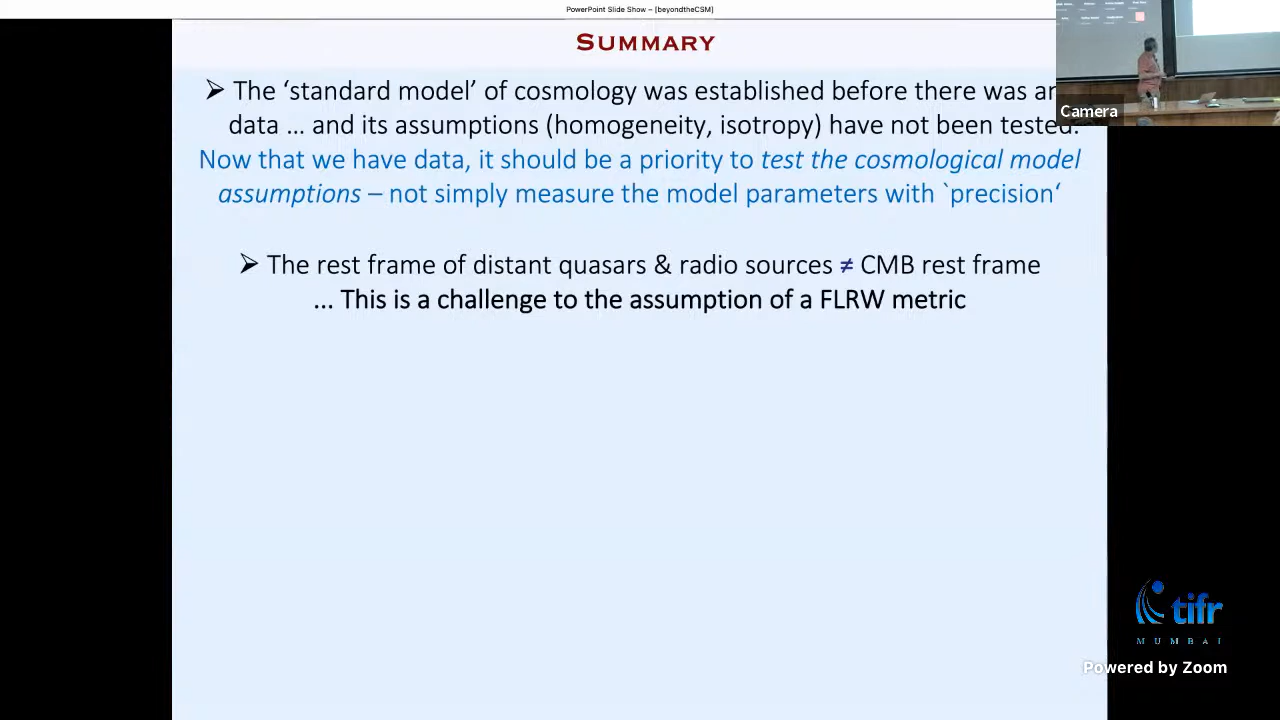 PowerPoint Slide Show – [beyondtheCSM]
SUMMARY
➢ The ‘standard model’ of cosmology was established before there was
data … and its assumptions (homogeneity, isotropy) have not been tested.
Now that we have data, it should be a priority to test the cosmological model
assumptions – not simply measure the model parameters with `precision‘
➢ The rest frame of distant quasars & radio sources ≠ CMB rest frame
... This is a challenge to the assumption of a FLRW metric
Camera
tifr
MUMBAI
Powered by Zoom